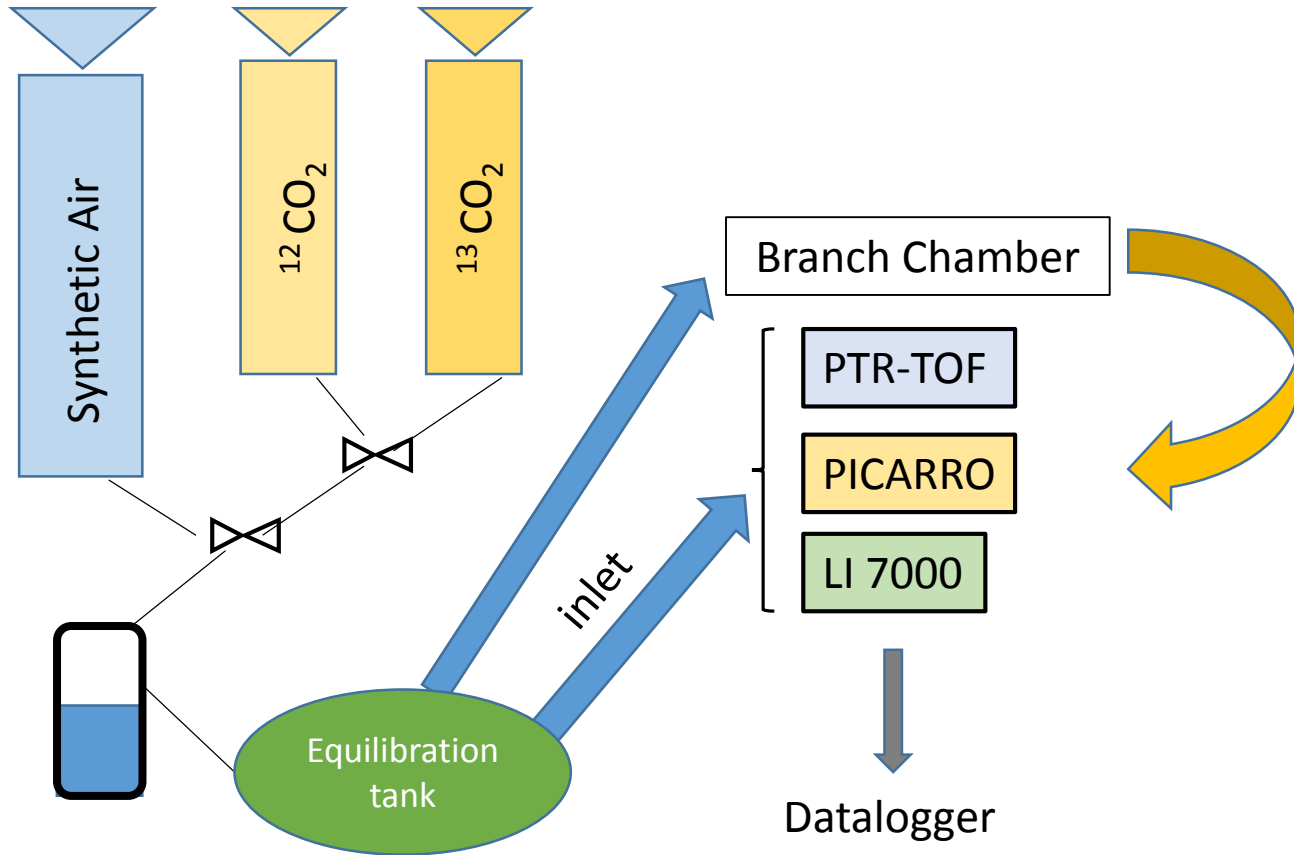 Synthetic Air
¹² CO₂
¹³ CO₂
Branch Chamber
PTR-TOF
PICARRO
LI 7000
inlet
Equilibration
tank
Datalogger